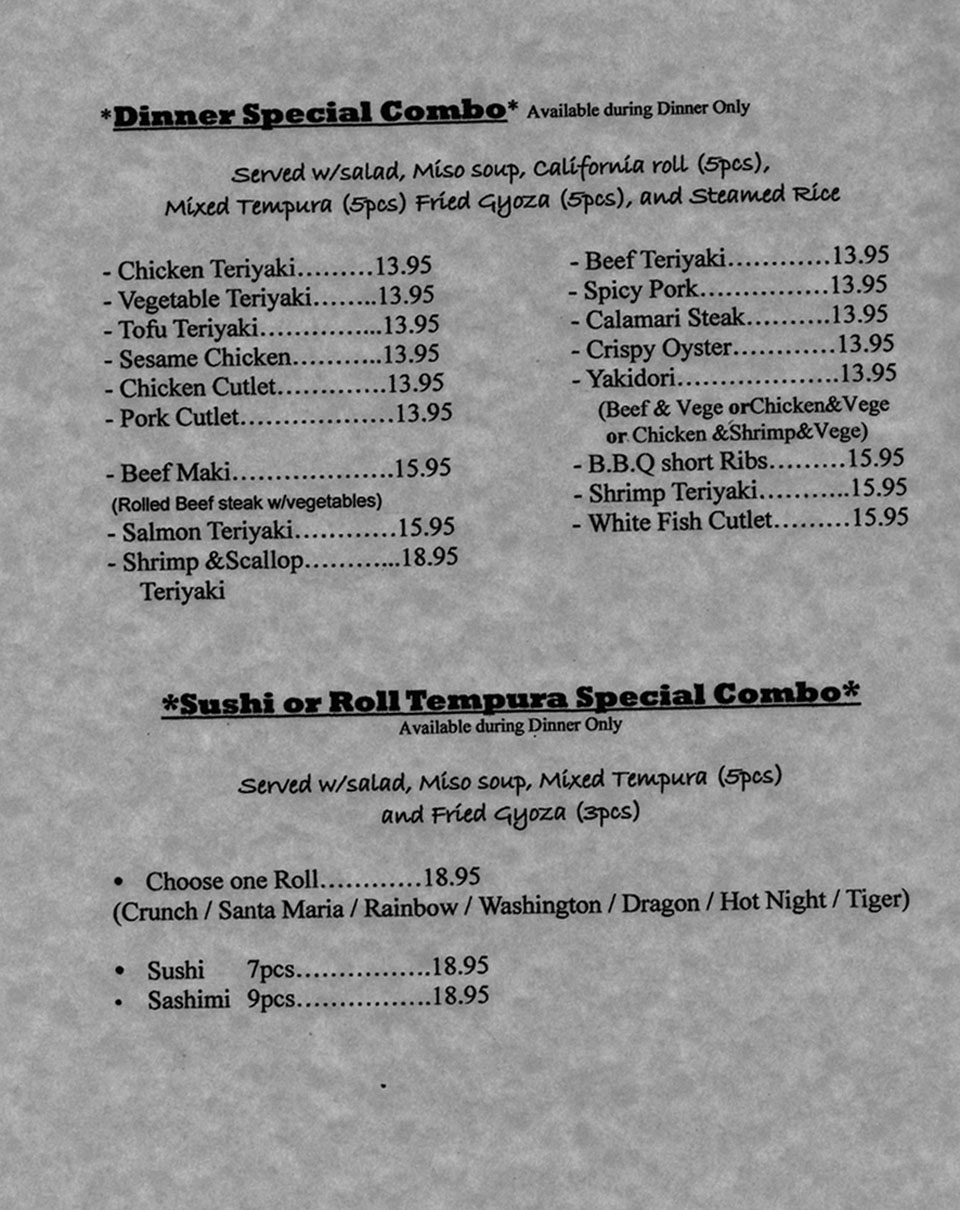 *Dinner Special Combo* Available during Dinner Only
Served w/salad, Miso soup, California roll (5pcs),
Mixed Tempura (5pcs) Fried Gyoza (5pcs), and Steamed Rice
- Chicken Teriyaki.........13.95
- Vegetable Teriyaki........13.95
- Tofu Teriyaki...............13.95
- Sesame Chicken...........13.95
- Chicken Cutlet.............13.95
- Pork Cutlet..................13.95
- Beef Maki...................15.95
(Rolled Beef steak w/vegetables)
- Salmon Teriyaki............15.95
- Shrimp &Scallop............18.95
Teriyaki
- Beef Teriyaki............13.95
- Spicy Pork...............13.95
- Calamari Steak..........13.95
- Crispy Oyster............13.95
- Yakidori...................13.95
(Beef & Vege orChicken&Vege
or Chicken &Shrimp&Vege)
- B.B.Q short Ribs.........15.95
- Shrimp Teriyaki...........15.95
- White Fish Cutlet.........15.95
*Sushi or Roll Tempura Special Combo*
Available during Dinner Only
Served w/salad, Miso soup, Mixed Tempura (5pcs)
and Fried Gyoza (3pcs)
• Choose one Roll............18.95
(Crunch / Santa Maria / Rainbow / Washington / Dragon / Hot Night / Tiger)
• Sushi 7pcs................18.95
• Sashimi 9pcs................18.95